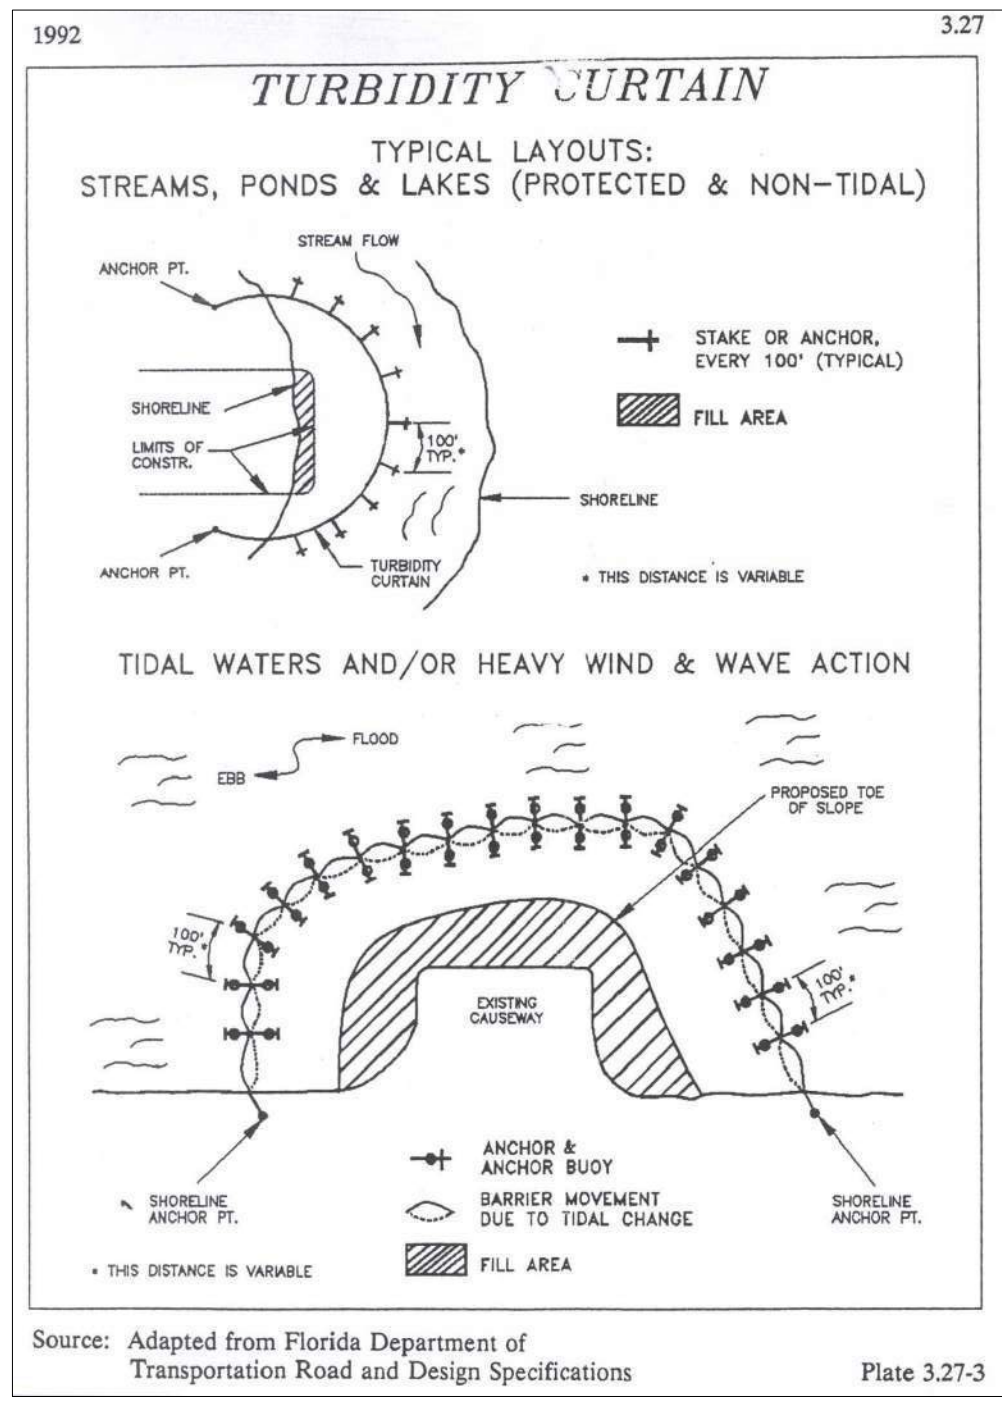 1992
3.27
TURBIDITY CURTAIN
TYPICAL LAYOUTS:
STREAMS, PONDS & LAKES (PROTECTED & NON-TIDAL)
STREAM FLOW
ANCHOR PT.
STAKE OR ANCHOR,
EVERY 100' (TYPICAL)
SHORELINE
FILL AREA
LIMITS OF
CONSTR.
100'
TYP.*
SHORELINE
ANCHOR PT.
TURBIDITY
CURTAIN
* THIS DISTANCE IS VARIABLE
TIDAL WATERS AND/OR HEAVY WIND & WAVE ACTION
FLOOD
EBB
PROPOSED TOE
OF SLOPE
100'
TYP.*
100'
TYP.*
EXISTING
CAUSEWAY
ANCHOR &
ANCHOR BUOY
SHORELINE
ANCHOR PT.
BARRIER MOVEMENT
DUE TO TIDAL CHANGE
SHORELINE
ANCHOR PT.
FILL AREA
* THIS DISTANCE IS VARIABLE
Source: Adapted from Florida Department of
Transportation Road and Design Specifications
Plate 3.27-3